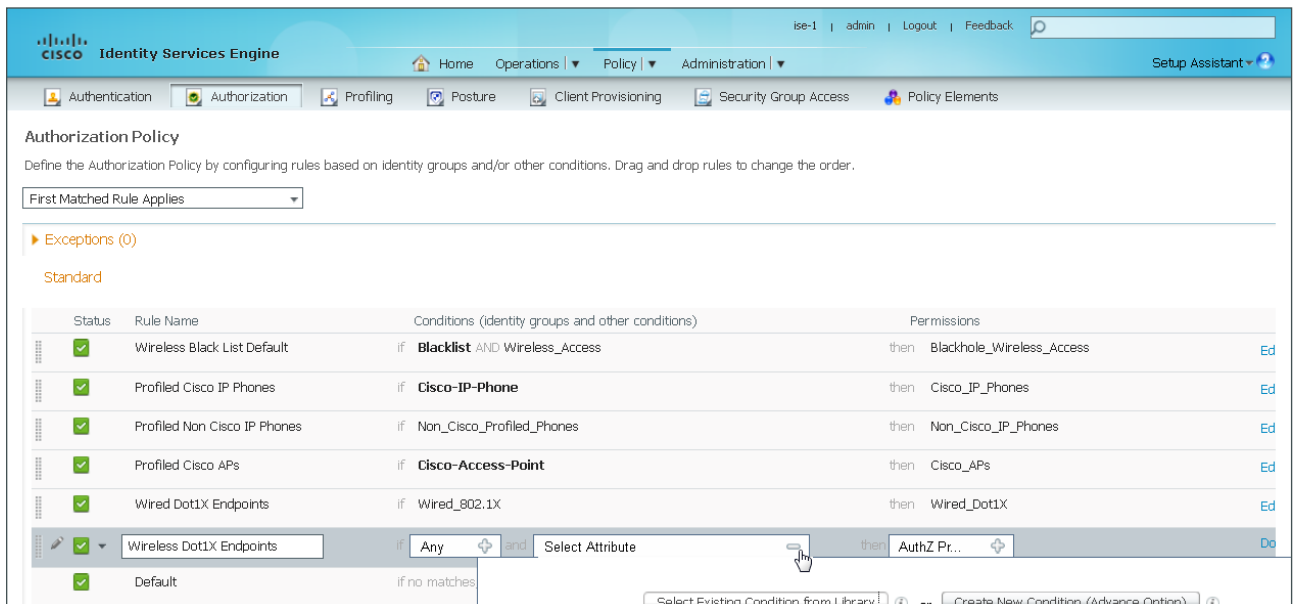 ise-1 | admin | Logout | Feedback
CISCO Identity Services Engine
Home Operations | Policy | Administration | Setup Assistant
Authentication Authorization Profiling Posture Client Provisioning Security Group Access Policy Elements
Authorization Policy
Define the Authorization Policy by configuring rules based on identity groups and/or other conditions. Drag and drop rules to change the order.
First Matched Rule Applies
Exceptions (0)
Standard
Status Rule Name Conditions (identity groups and other conditions) Permissions
Wireless Black List Default if Blacklist AND Wireless_Access then Blackhole_Wireless_Access Ed
Profiled Cisco IP Phones if Cisco-IP-Phone then Cisco_IP_Phones Ed
Profiled Non Cisco IP Phones if Non_Cisco_Profiled_Phones then Non_Cisco_IP_Phones Ed
Profiled Cisco APs if Cisco-Access-Point then Cisco_APs Ed
Wired Dot1X Endpoints if Wired_802.1X then Wired_Dot1X Ed
Wireless Dot1X Endpoints if Any and Select Attribute then AuthZ Pr... Do
Default if no matches,
Select Existing Condition from Library or Create New Condition (Advance Option)